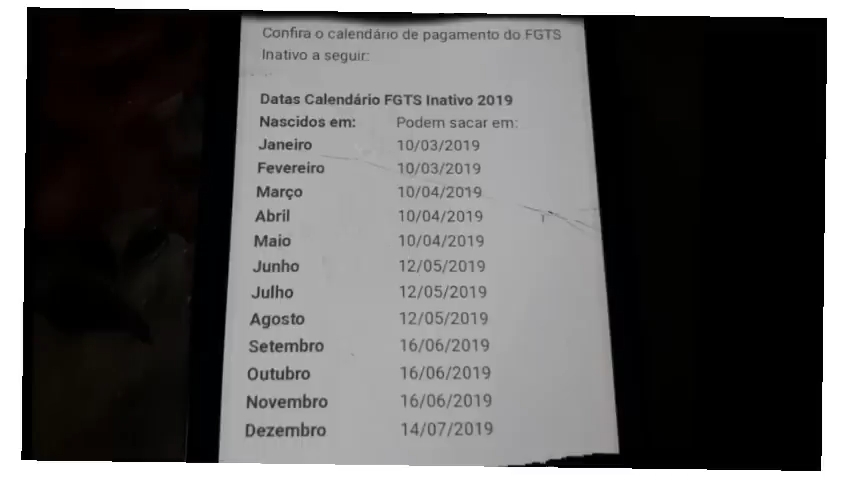 Confira o calendário de pagamento do FGTS
Inativo a seguir:
Datas Calendário FGTS Inativo 2019
Nascidos em: Podem sacar em:
Janeiro 10/03/2019
Fevereiro 10/03/2019
Março 10/04/2019
Abril 10/04/2019
Maio 10/04/2019
Junho 12/05/2019
Julho 12/05/2019
Agosto 12/05/2019
Setembro 16/06/2019
Outubro 16/06/2019
Novembro 16/06/2019
Dezembro 14/07/2019